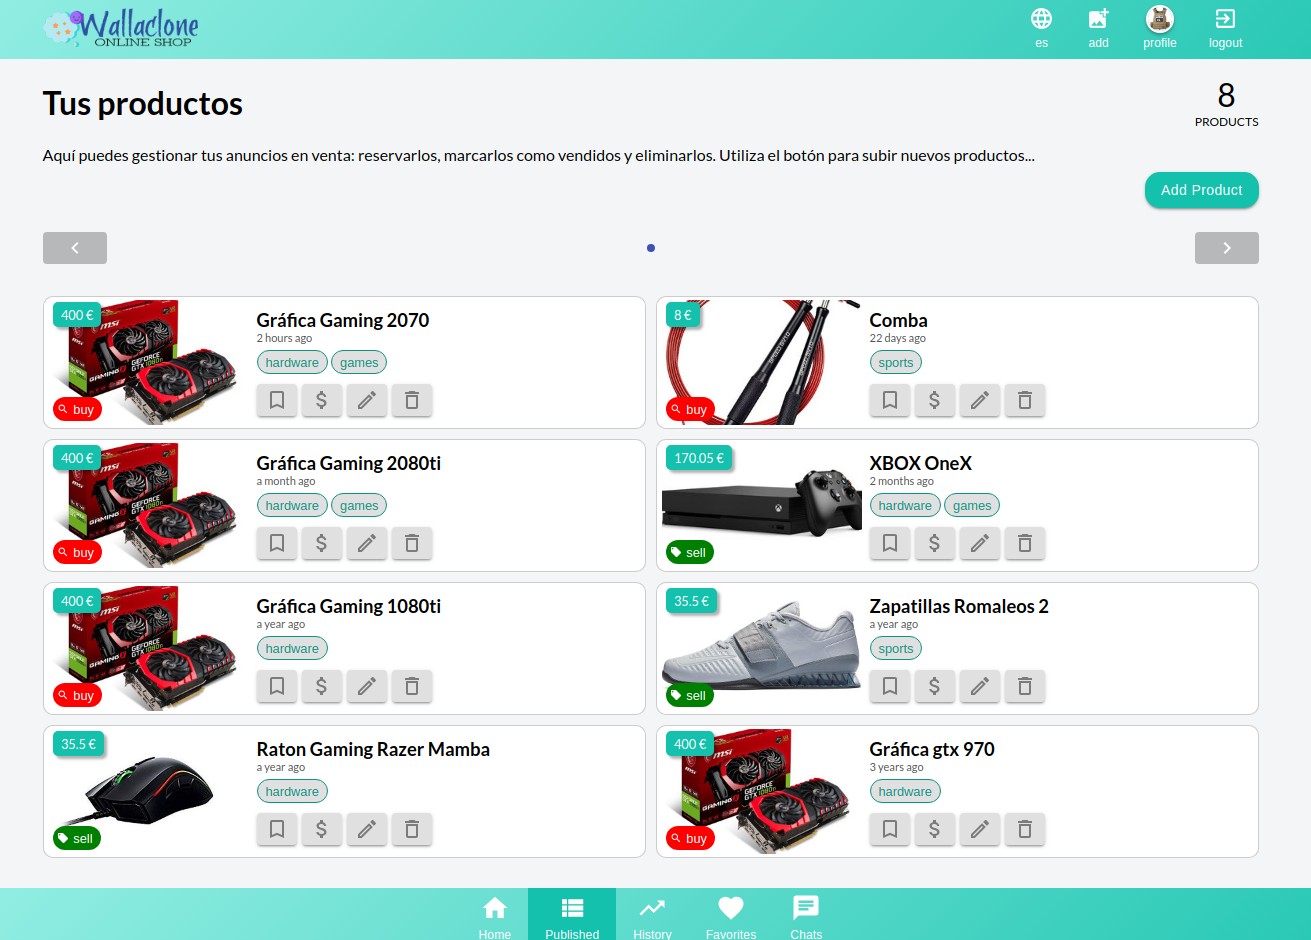 Wallaclone
ONLINE SHOP
es
add
profile
logout
Tus productos
8
PRODUCTS
Aquí puedes gestionar tus anuncios en venta: reservarlos, marcarlos como vendidos y eliminarlos. Utiliza el botón para subir nuevos productos...
Add Product
400 €
buy
Gráfica Gaming 2070
2 hours ago
hardware games
8 €
buy
Comba
22 days ago
sports
400 €
buy
Gráfica Gaming 2080ti
a month ago
hardware games
170.05 €
sell
XBOX OneX
2 months ago
hardware games
400 €
buy
Gráfica Gaming 1080ti
a year ago
hardware
35.5 €
sell
Zapatillas Romaleos 2
a year ago
sports
35.5 €
sell
Raton Gaming Razer Mamba
a year ago
hardware
400 €
buy
Gráfica gtx 970
3 years ago
hardware
Home
Published
History
Favorites
Chats